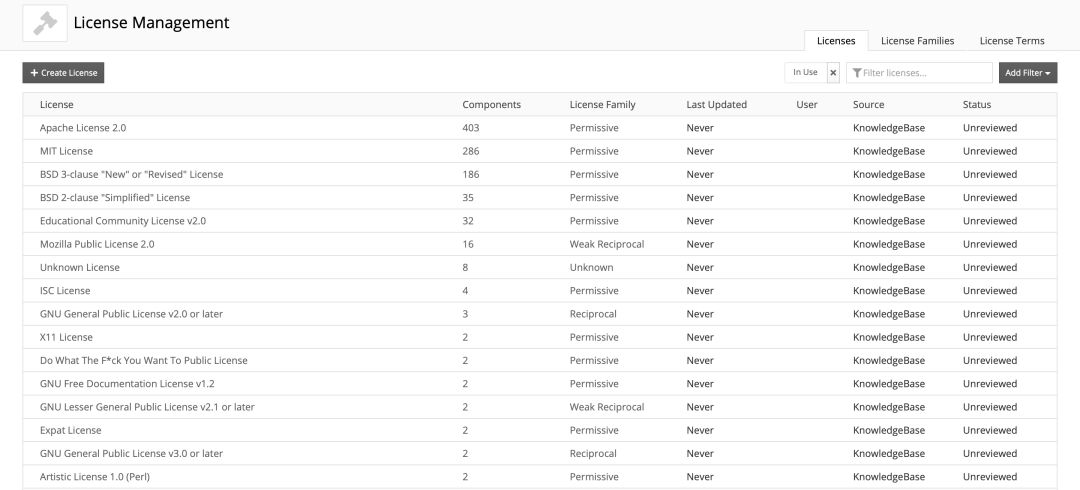 License Management
Licenses License Families License Terms
+ Create License In Use × Filter licenses... Add Filter
License Components License Family Last Updated User Source Status
Apache License 2.0 403 Permissive Never KnowledgeBase Unreviewed
MIT License 286 Permissive Never KnowledgeBase Unreviewed
BSD 3-clause "New" or "Revised" License 186 Permissive Never KnowledgeBase Unreviewed
BSD 2-clause "Simplified" License 35 Permissive Never KnowledgeBase Unreviewed
Educational Community License v2.0 32 Permissive Never KnowledgeBase Unreviewed
Mozilla Public License 2.0 16 Weak Reciprocal Never KnowledgeBase Unreviewed
Unknown License 8 Unknown Never KnowledgeBase Unreviewed
ISC License 4 Permissive Never KnowledgeBase Unreviewed
GNU General Public License v2.0 or later 3 Reciprocal Never KnowledgeBase Unreviewed
X11 License 2 Permissive Never KnowledgeBase Unreviewed
Do What The F*ck You Want To Public License 2 Permissive Never KnowledgeBase Unreviewed
GNU Free Documentation License v1.2 2 Permissive Never KnowledgeBase Unreviewed
GNU Lesser General Public License v2.1 or later 2 Weak Reciprocal Never KnowledgeBase Unreviewed
Expat License 2 Permissive Never KnowledgeBase Unreviewed
GNU General Public License v3.0 or later 2 Reciprocal Never KnowledgeBase Unreviewed
Artistic License 1.0 (Perl) 2 Permissive Never KnowledgeBase Unreviewed